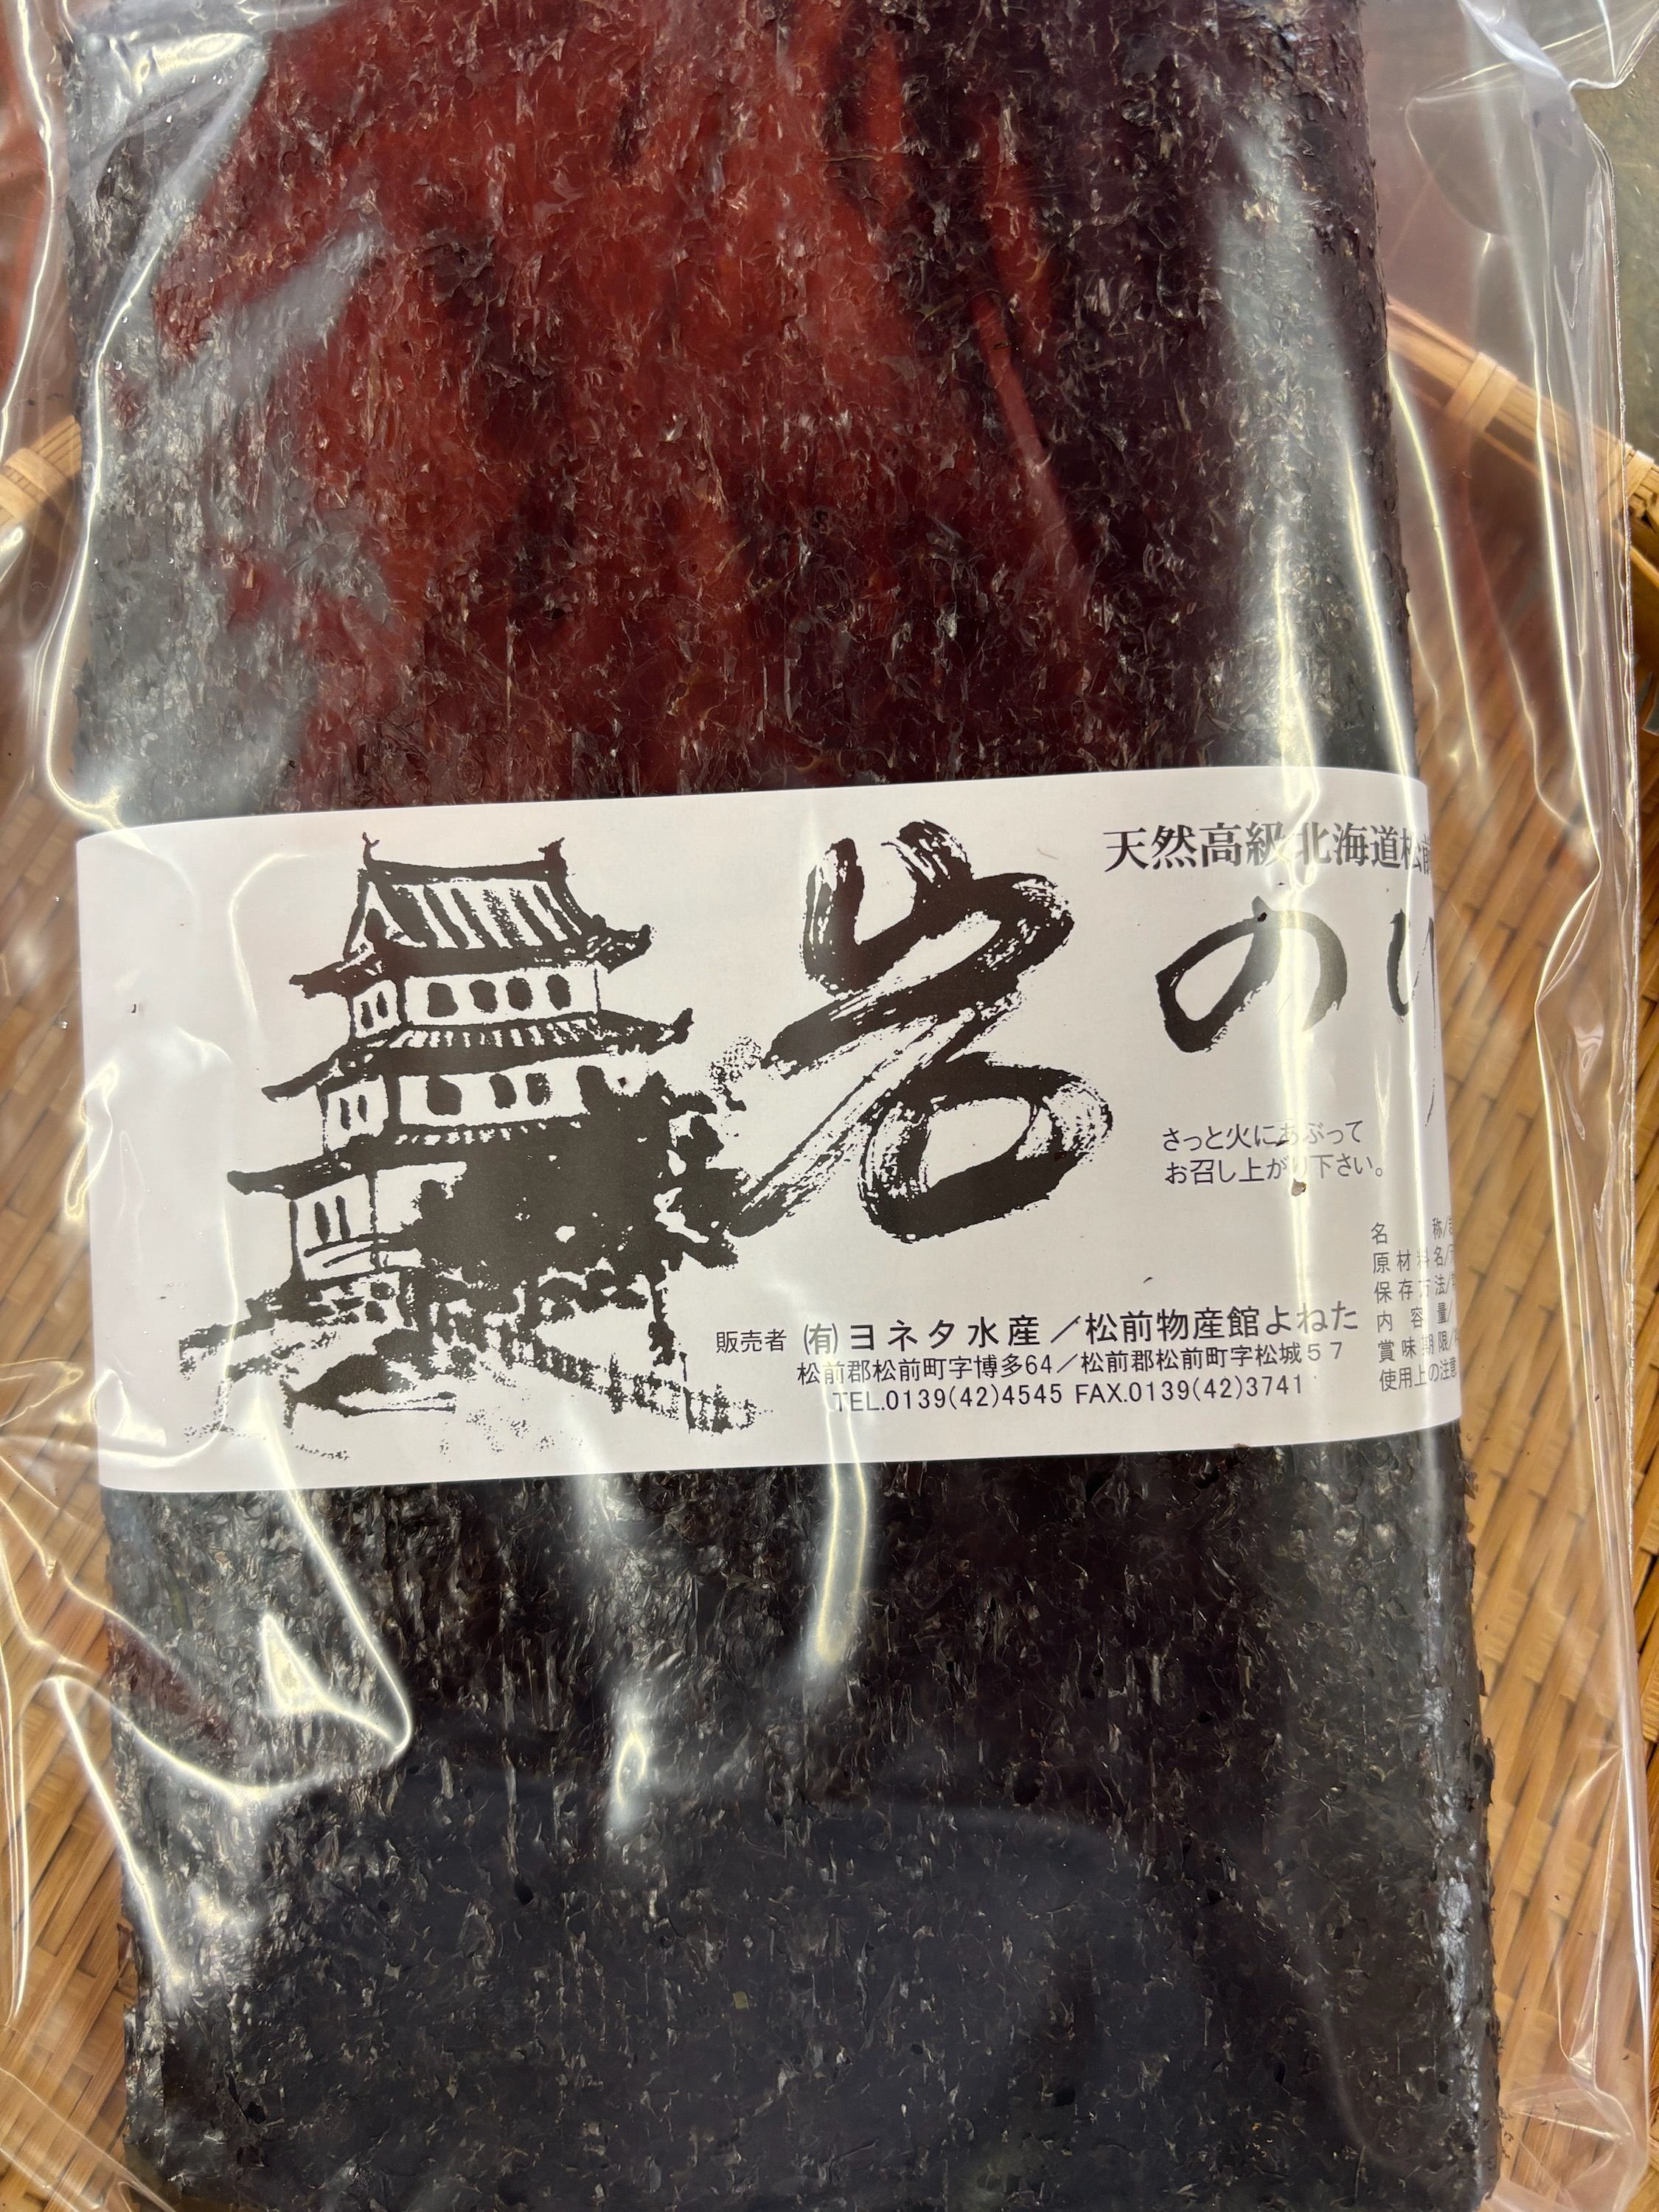 天然高級 北海道松前
岩のり
さっと火にあぶって
お召し上がり下さい。
名 称/
原材料名/
保存方法/
内 容 量/
賞味期限/
使用上の注意
販売者 ㈲ヨネタ水産／松前物産館よねた
松前郡松前町字博多64／松前郡松前町字松城57
TEL.0139(42)4545 FAX.0139(42)3741